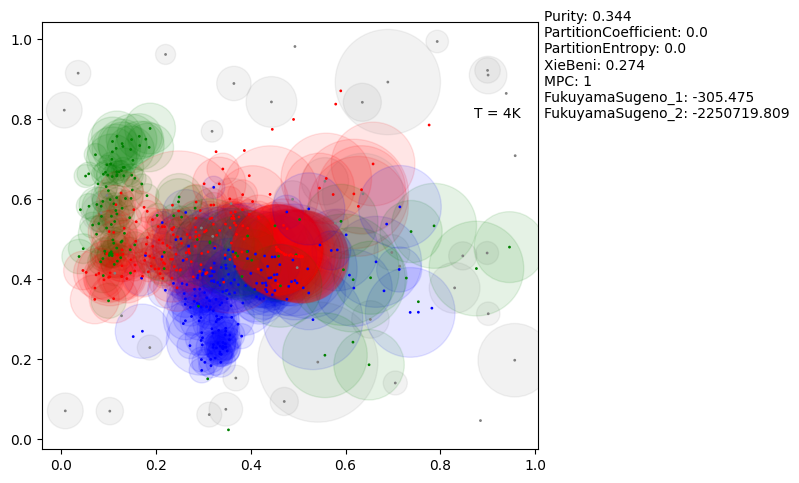 Purity: 0.344
PartitionCoefficient: 0.0
PartitionEntropy: 0.0
XieBeni: 0.274
MPC: 1
FukuyamaSugeno_1: -305.475
FukuyamaSugeno_2: -2250719.809
T = 4K
1.0
0.8
0.6
0.4
0.2
0.0
0.0 0.2 0.4 0.6 0.8 1.0